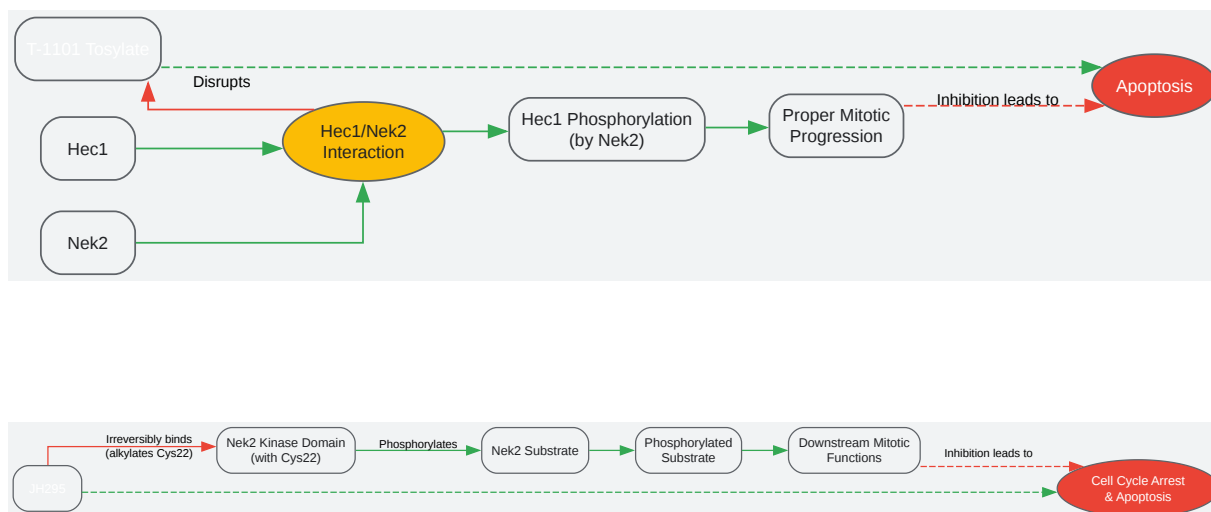 T-1101 Tosylate
Disrupts
Hec1
Nek2
Hec1/Nek2
Interaction
Hec1 Phosphorylation
(by Nek2)
Proper Mitotic
Progression
Inhibition leads to
Apoptosis
JH295
Irreversibly binds
(alkylates Cys22)
Nek2 Kinase Domain
(with Cys22)
Phosphorylates
Nek2 Substrate
Phosphorylated
Substrate
Downstream Mitotic
Functions
Inhibition leads to
Cell Cycle Arrest
& Apoptosis